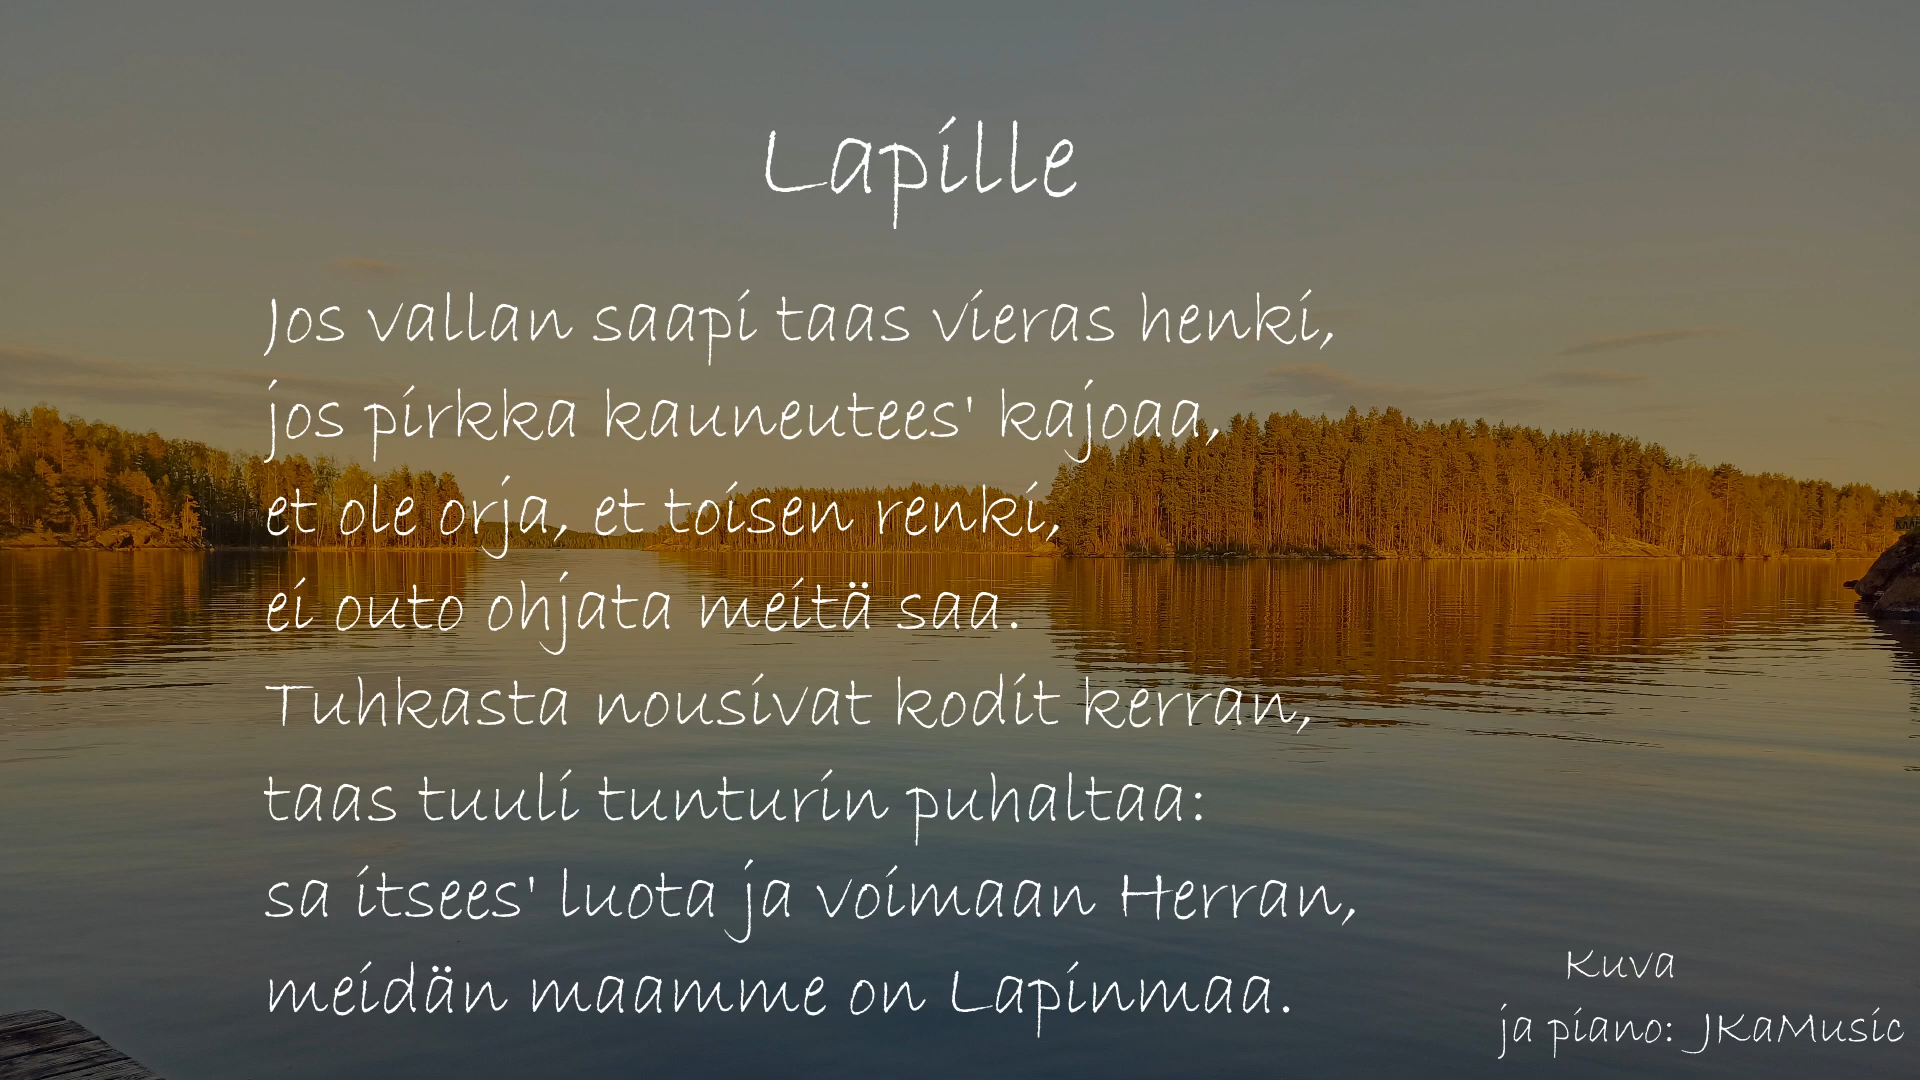 Lapille
Jos vallan saapi taas vieras henki,
jos pirkka kauneutees' kajoaa,
et ole orja, et toisen renki,
ei outo ohjata meitä saa.
Tuhkasta nousivat kodit kerran,
taas tuuli tunturin puhaltaa:
sa itsees' luota ja voimaan Herran,
meidän maamme on Lapinmaa.
Kuva
ja piano: JKaMusic